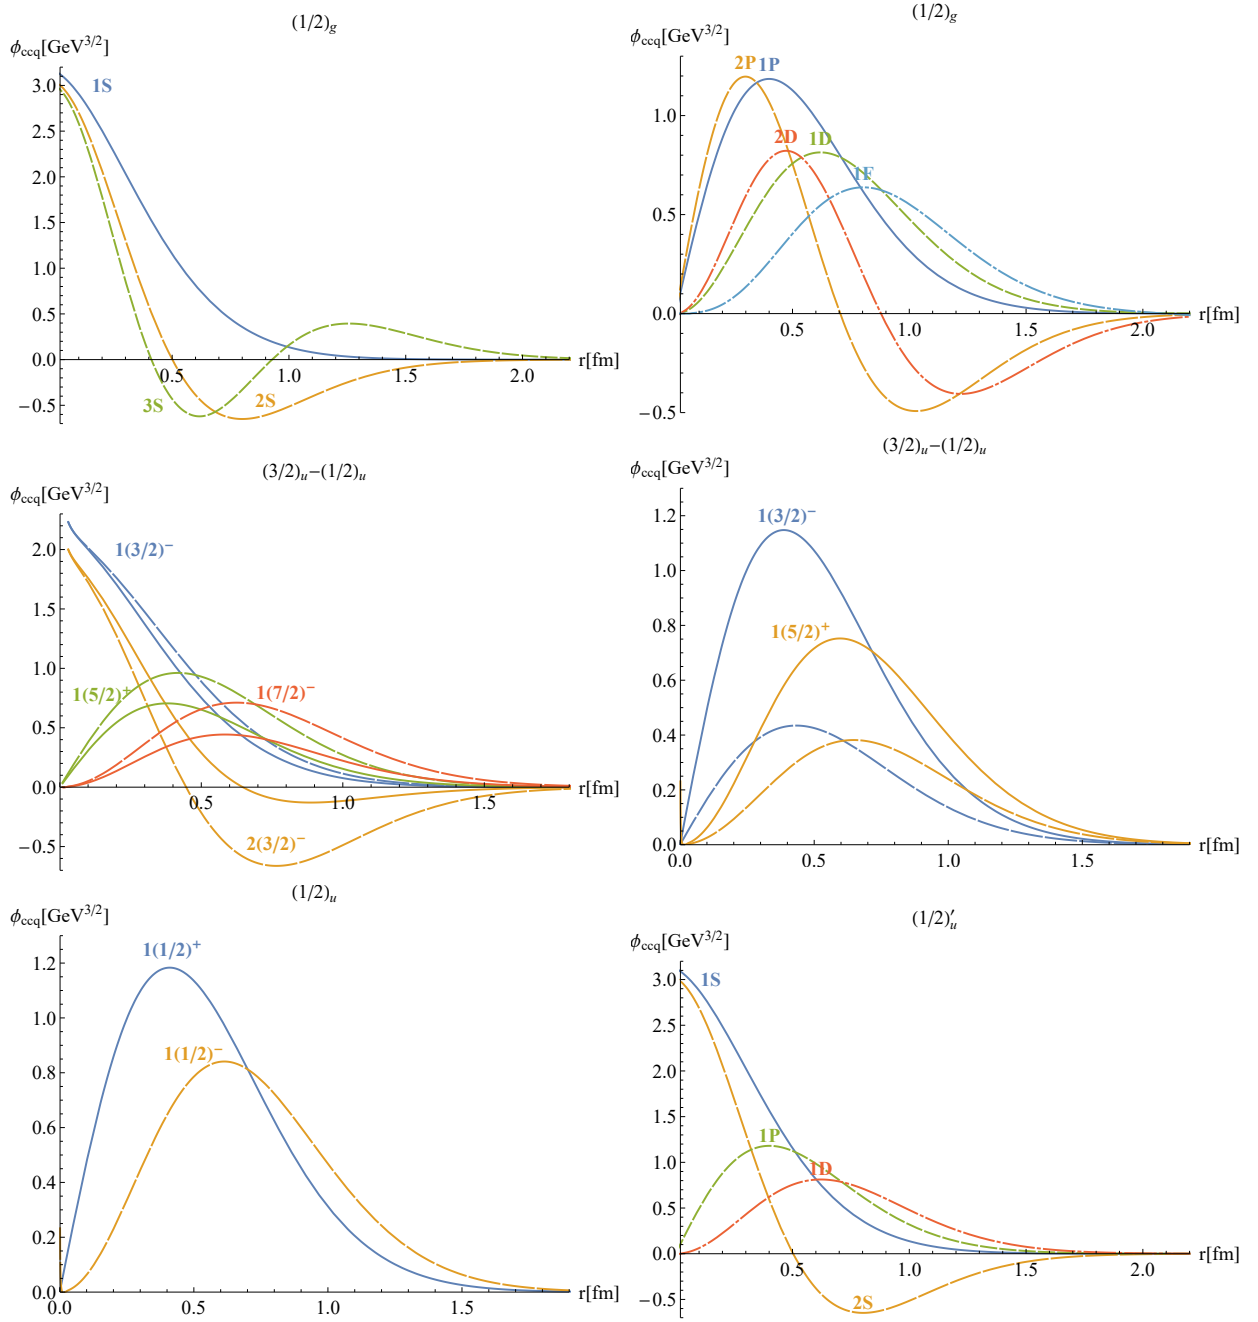 (1/2)g
ϕccq[GeV3/2]
3.0
2.5
2.0
1.5
1.0
0.5
0.0
−0.5
0.5
1.0
1.5
2.0
r[fm]
1S
2S
3S
(1/2)g
ϕccq[GeV3/2]
1.0
0.5
0.0
−0.5
0.5
1.0
1.5
2.0
r[fm]
2P
1P
2D
1D
1F
(3/2)u−(1/2)u
ϕccq[GeV3/2]
2.0
1.5
1.0
0.5
0.0
−0.5
0.5
1.0
1.5
r[fm]
1(3/2)−
1(5/2)+
1(7/2)−
2(3/2)−
(3/2)u−(1/2)u
ϕccq[GeV3/2]
1.2
1.0
0.8
0.6
0.4
0.2
0.0
0.0
0.5
1.0
1.5
r[fm]
1(3/2)−
1(5/2)+
(1/2)u
ϕccq[GeV3/2]
1.2
1.0
0.8
0.6
0.4
0.2
0.0
0.0
0.5
1.0
1.5
r[fm]
1(1/2)+
1(1/2)−
(1/2)′u
ϕccq[GeV3/2]
3.0
2.5
2.0
1.5
1.0
0.5
0.0
−0.5
0.5
1.0
1.5
2.0
r[fm]
1S
1P
1D
2S